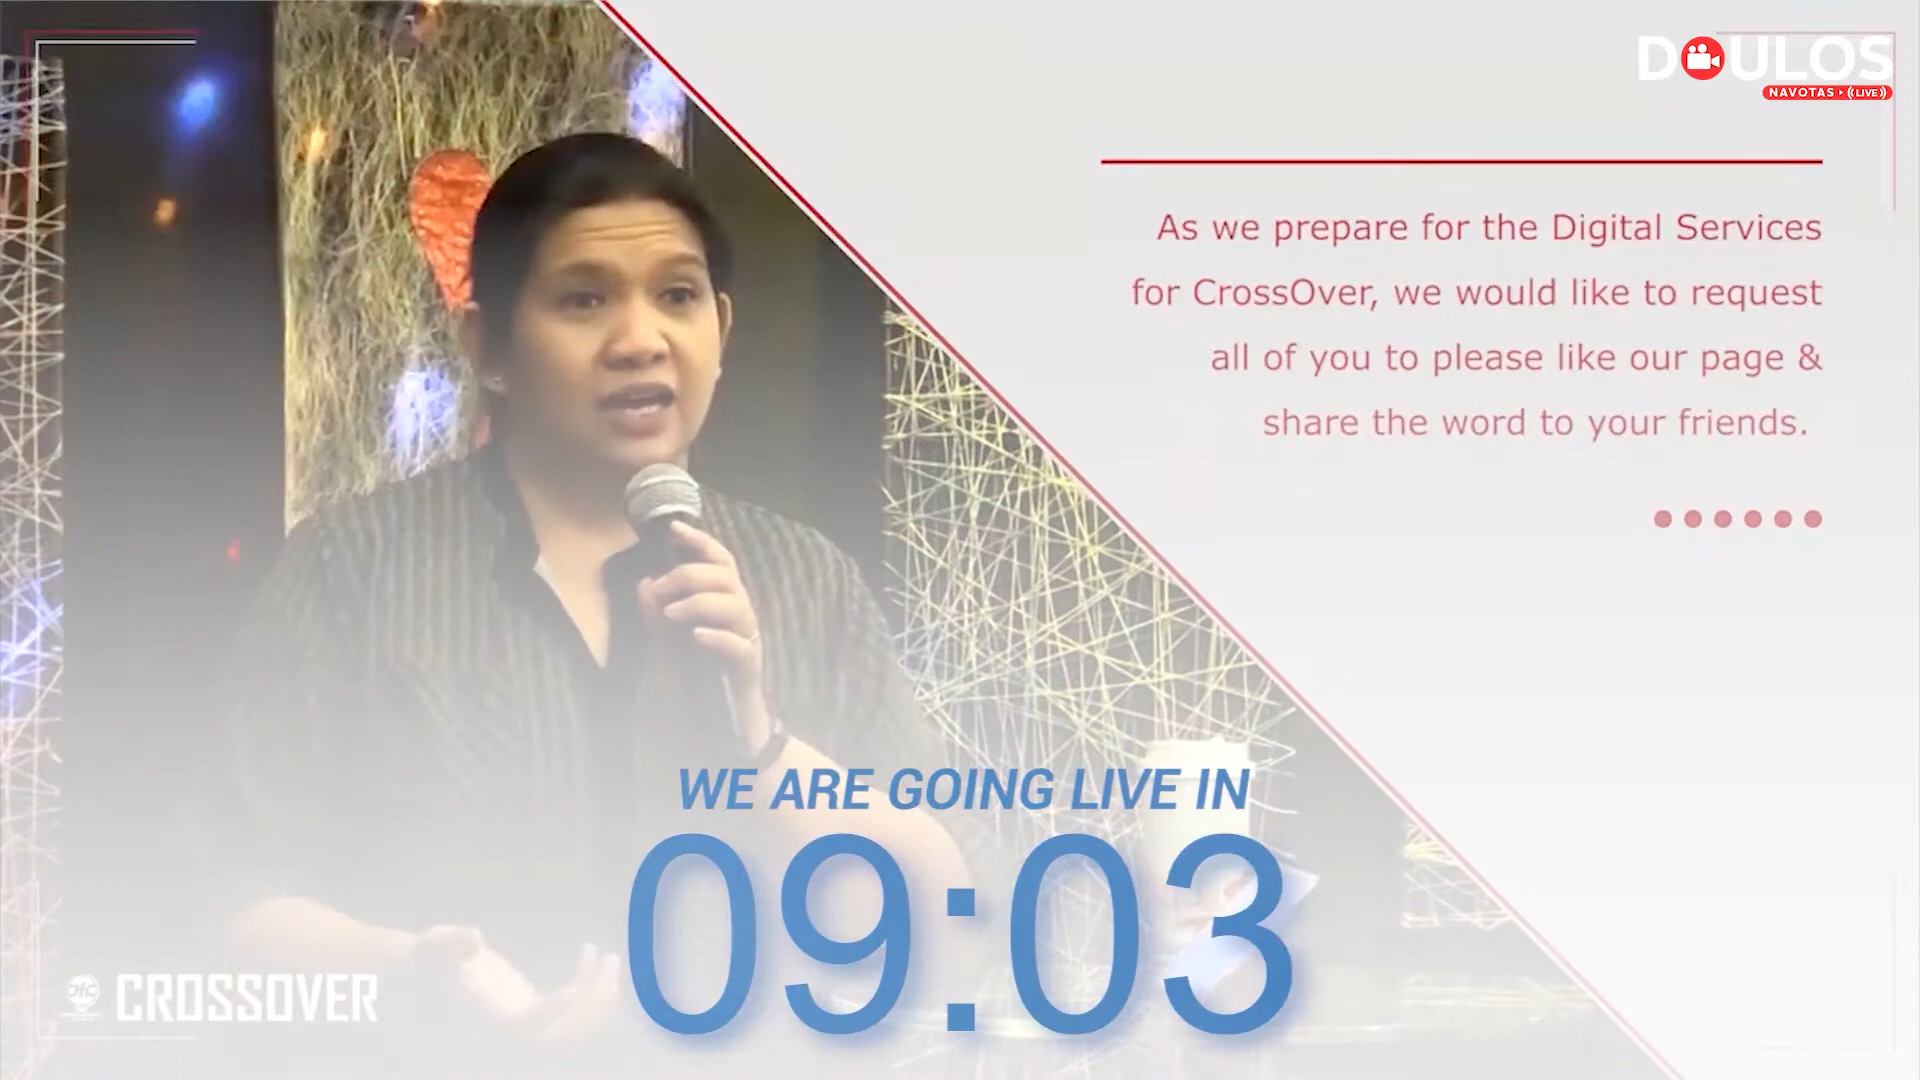 DOULOS
NAVOTAS ((LIVE))
As we prepare for the Digital Services
for CrossOver, we would like to request
all of you to please like our page &
share the word to your friends.
WE ARE GOING LIVE IN
09:03
CROSSOVER